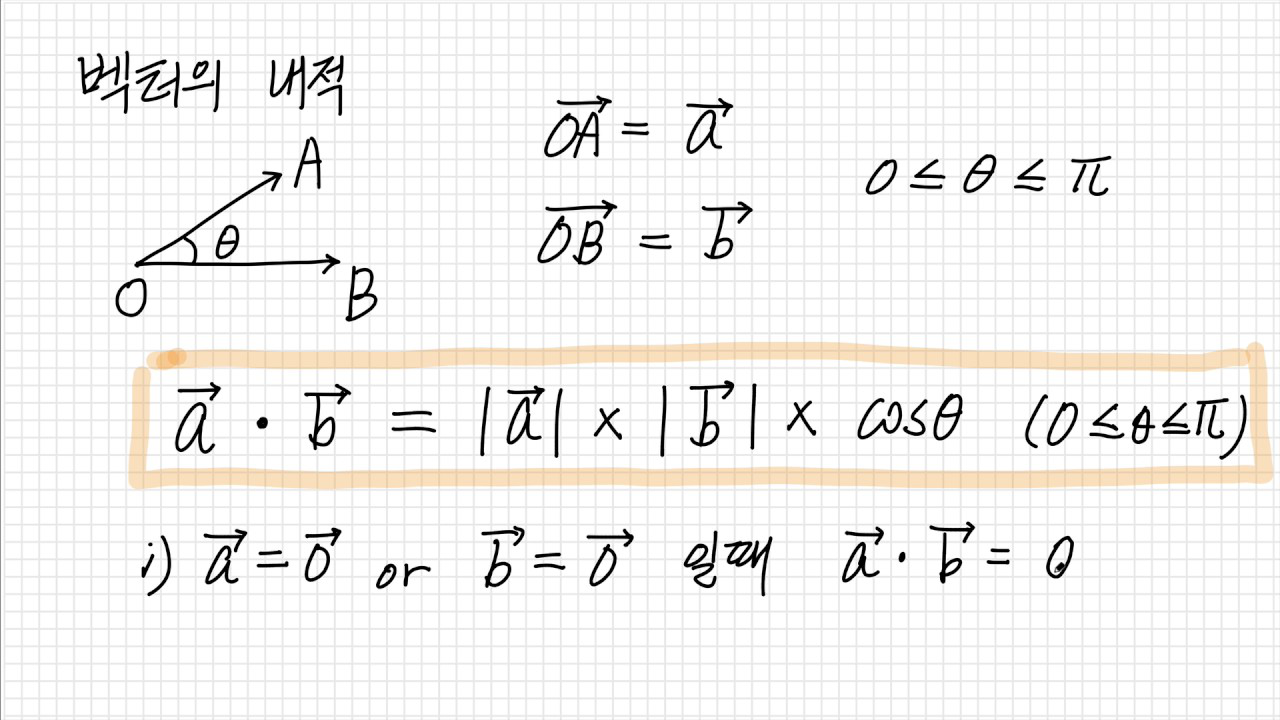 벡터의 내적
A
θ
O
B
$\overrightarrow{OA} = \vec{a}$
$\overrightarrow{OB} = \vec{b}$
$0 \leq \theta \leq \pi$
$\vec{a} \cdot \vec{b} = |\vec{a}| \times |\vec{b}| \times \cos\theta \quad (0 \leq \theta \leq \pi)$
i) $\vec{a} = \vec{0}$ or $\vec{b} = \vec{0}$ 일때 $\vec{a} \cdot \vec{b} = 0$